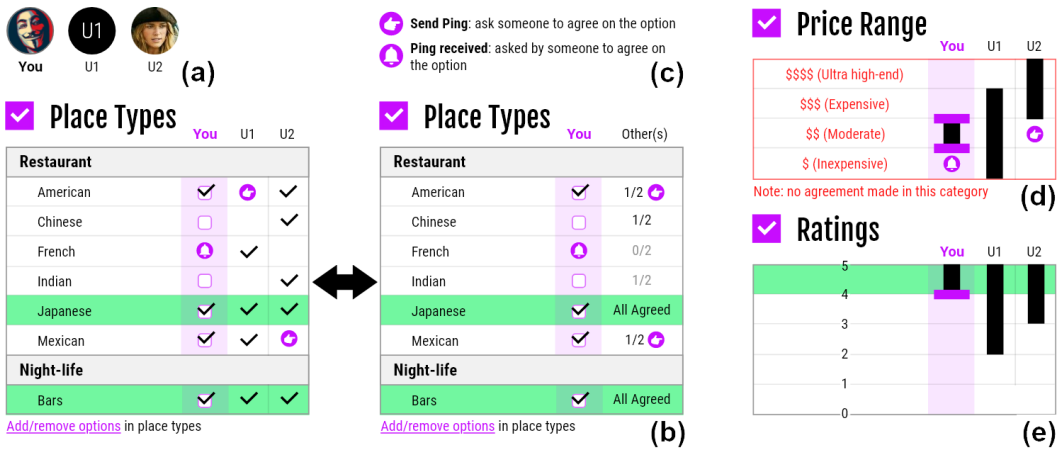 U1
You
U1
U2
(a)
Send Ping: ask someone to agree on the option
Ping received: asked by someone to agree on
the option
(c)
Place Types
You
U1
U2
Restaurant
American
Chinese
French
Indian
Japanese
Mexican
Night-life
Bars
Add/remove options in place types
Place Types
You
Other(s)
Restaurant
American
1/2
Chinese
1/2
French
0/2
Indian
1/2
Japanese
All Agreed
Mexican
1/2
Night-life
Bars
All Agreed
Add/remove options in place types
(b)
Price Range
You
U1
U2
$$$$ (Ultra high-end)
$$$ (Expensive)
$$ (Moderate)
$ (Inexpensive)
Note: no agreement made in this category
(d)
Ratings
You
U1
U2
5
4
3
2
1
0
(e)